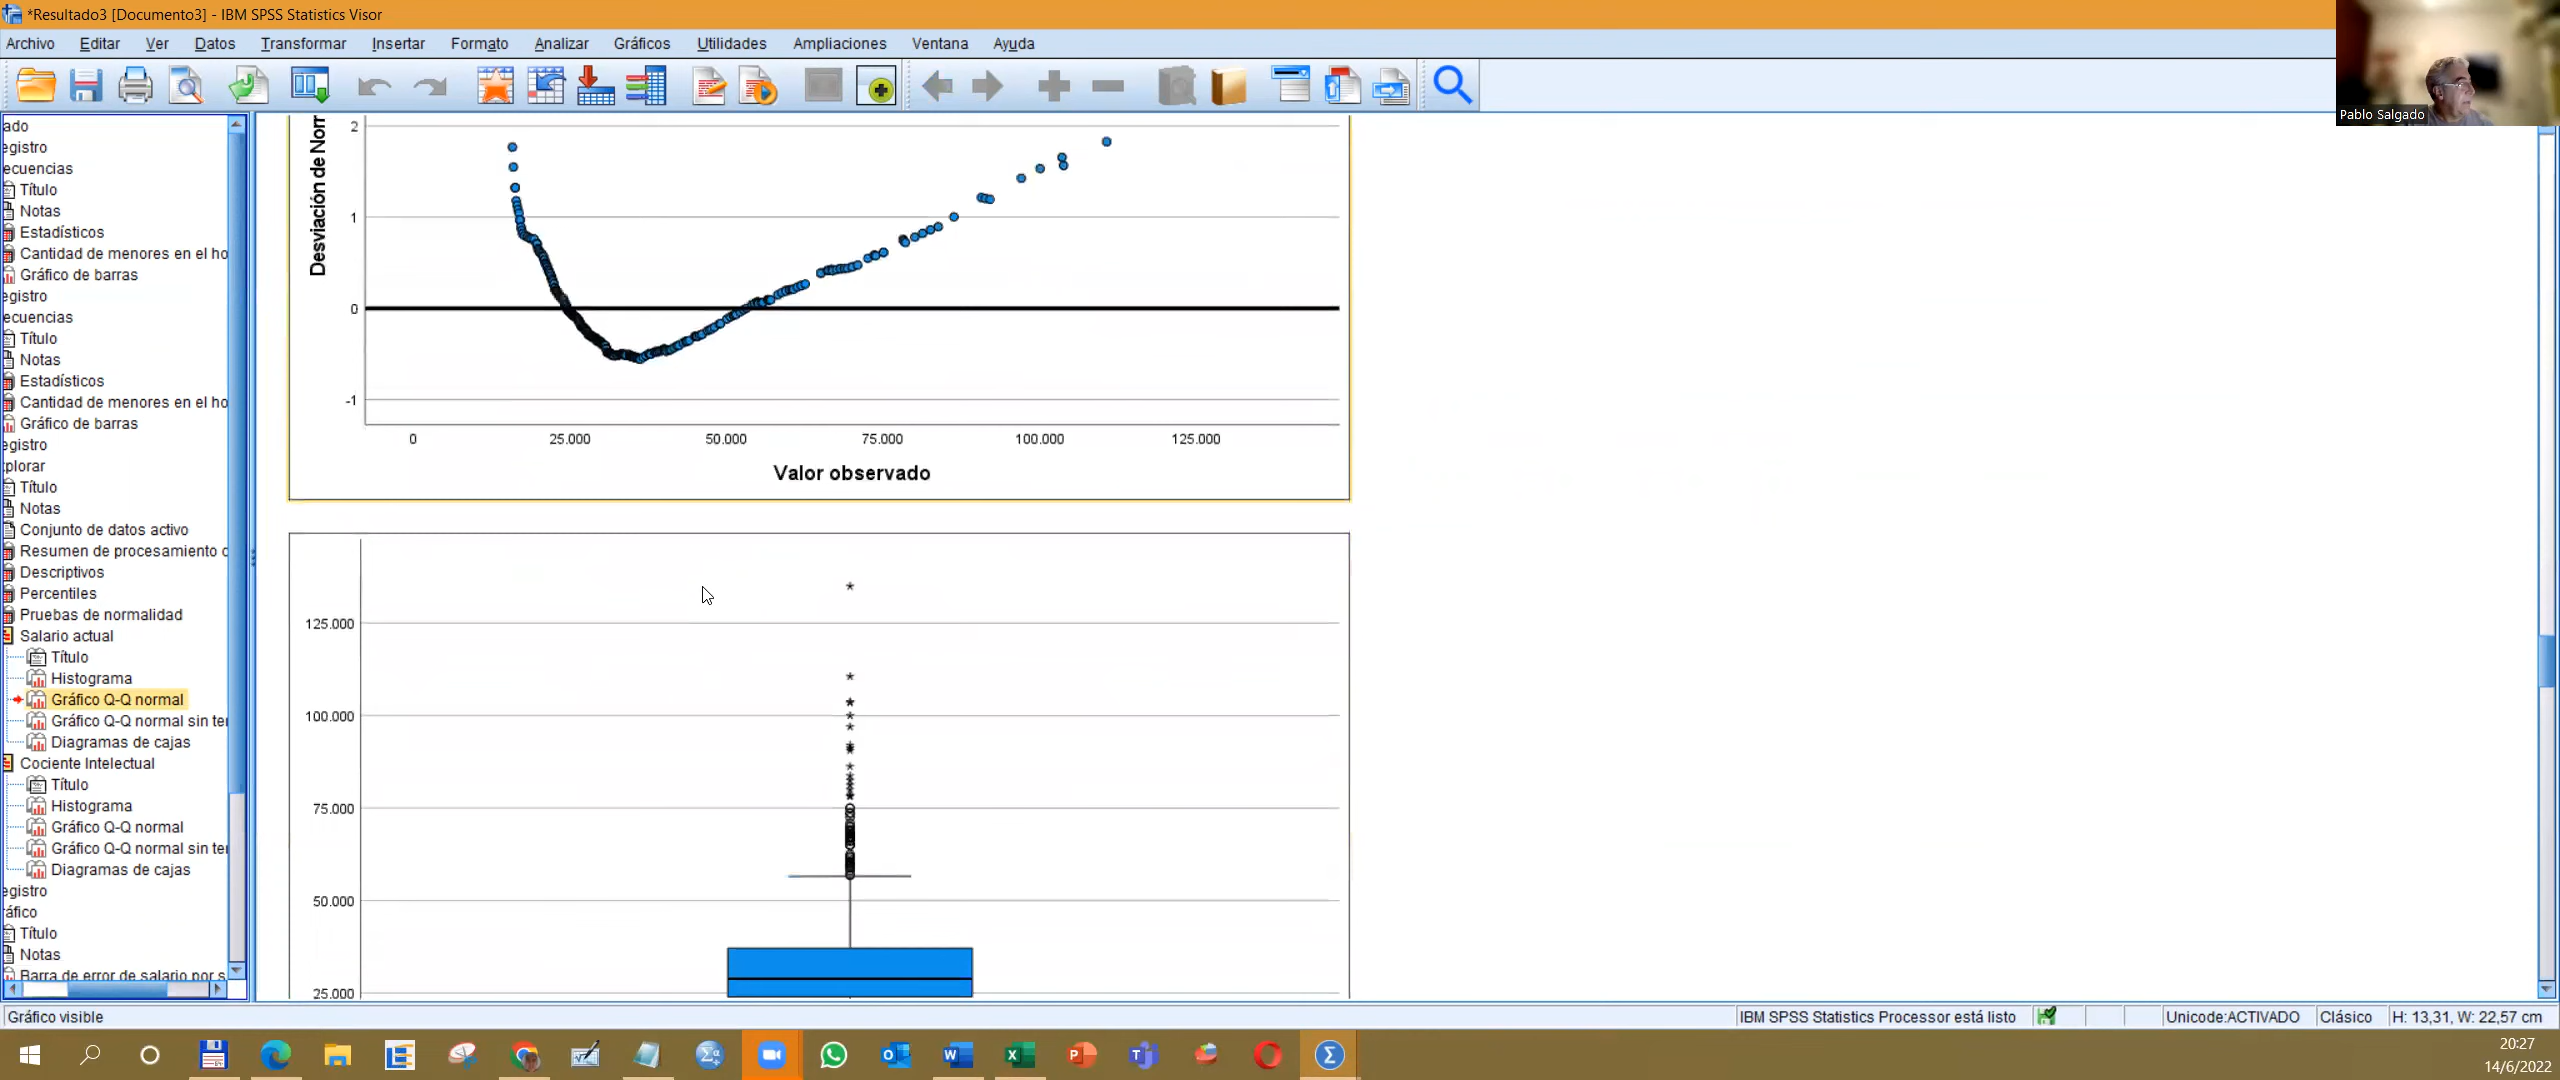 *Resultado3 [Documento3] - IBM SPSS Statistics Visor
Archivo Editar Ver Datos Transformar Insertar Formato Analizar Gráficos Utilidades Ampliaciones Ventana Ayuda
Pablo Salgado
ado
egistro
ecuencias
Título
Notas
Estadísticos
Cantidad de menores en el ho
Gráfico de barras
egistro
ecuencias
Título
Notas
Estadísticos
Cantidad de menores en el ho
Gráfico de barras
egistro
plorar
Título
Notas
Conjunto de datos activo
Resumen de procesamiento c
Descriptivos
Percentiles
Pruebas de normalidad
Salario actual
Título
Histograma
Gráfico Q-Q normal
Gráfico Q-Q normal sin ter
Diagramas de cajas
Cociente Intelectual
Título
Histograma
Gráfico Q-Q normal
Gráfico Q-Q normal sin ter
Diagramas de cajas
egistro
ráfico
Título
Notas
Barra de error de salario por s
Desviación de Norr
2
1
0
-1
0 25.000 50.000 75.000 100.000 125.000
Valor observado
125.000
100.000
75.000
50.000
25.000
Gráfico visible
IBM SPSS Statistics Processor está listo
Unicode:ACTIVADO
Clásico
H: 13,31, W: 22,57 cm
20:27
14/6/2022